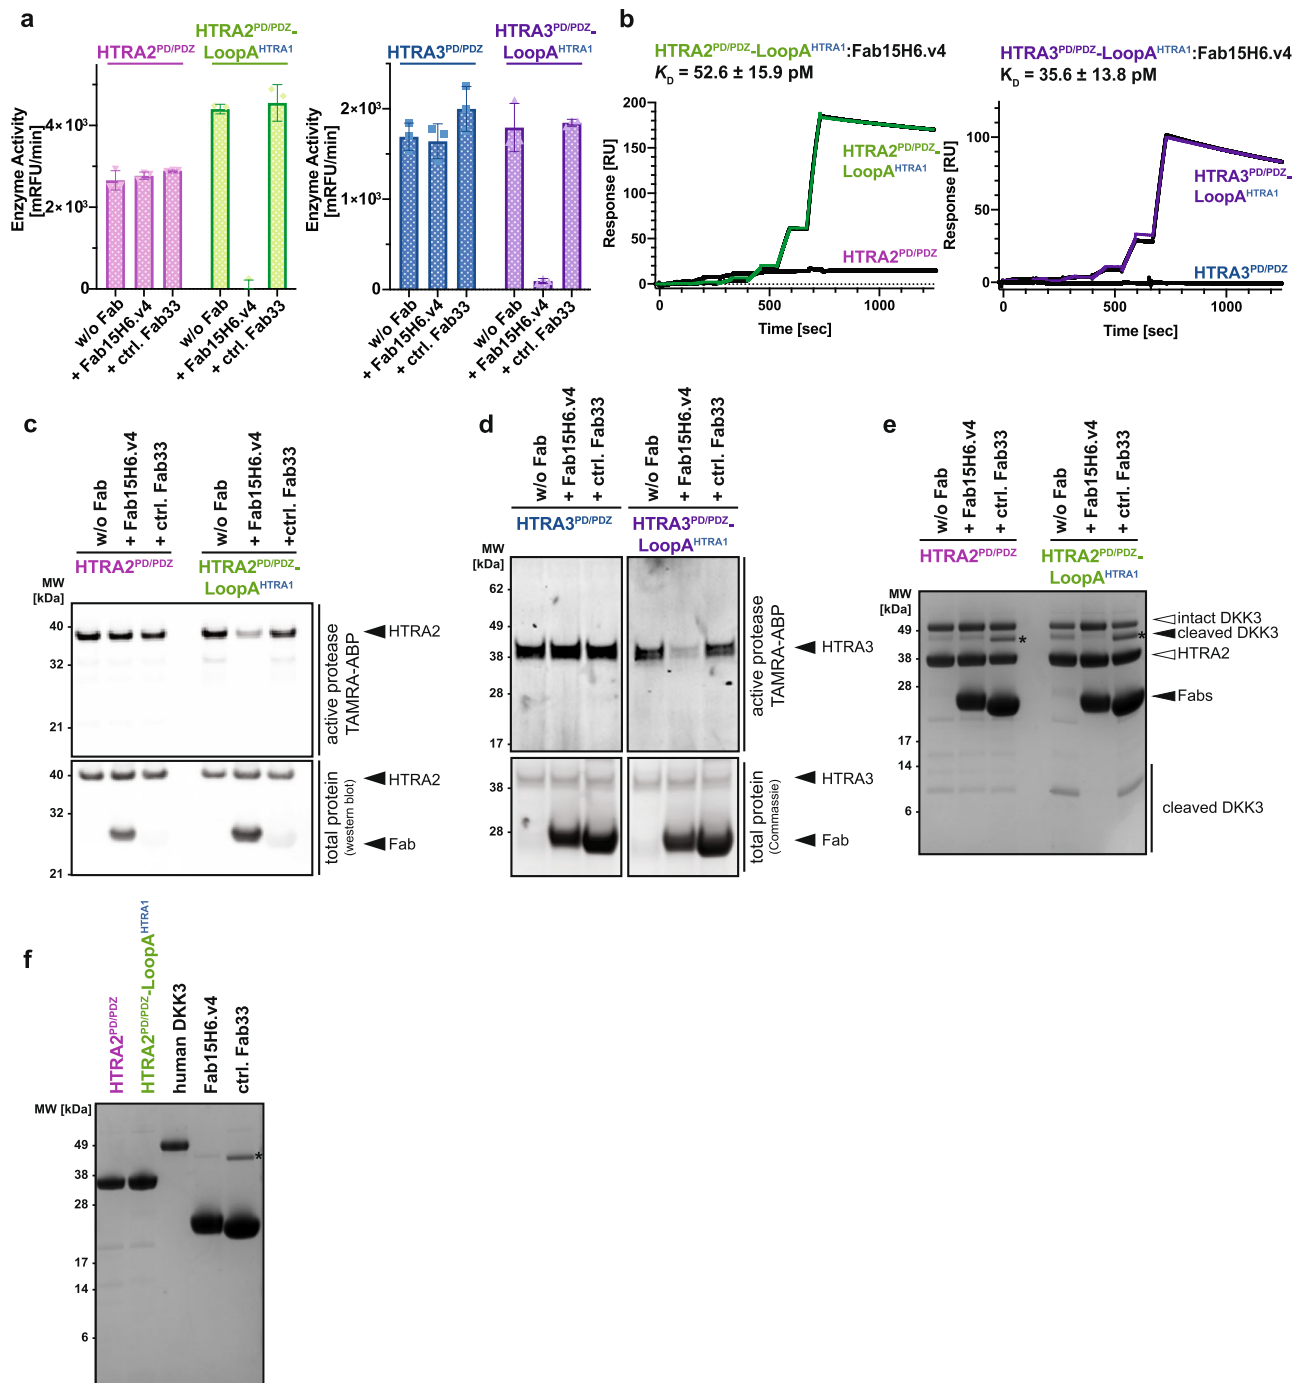 a
HTRA2PD/PDZ
HTRA2PD/PDZ-
LoopAHTRA1
Enzyme Activity
[mRFU/min]
4×10³
2×10³
0
w/o Fab
+ Fab15H6.v4
+ ctrl. Fab33
w/o Fab
+ Fab15H6.v4
+ ctrl. Fab33
HTRA3PD/PDZ
HTRA3PD/PDZ-
LoopAHTRA1
Enzyme Activity
[mRFU/min]
2×10³
1×10³
0
w/o Fab
+ Fab15H6.v4
+ ctrl. Fab33
w/o Fab
+ Fab15H6.v4
+ ctrl. Fab33
b
HTRA2PD/PDZ-LoopAHTRA1:Fab15H6.v4
KD = 52.6 ± 15.9 pM
Response [RU]
200
150
100
50
0
HTRA2PD/PDZ-
LoopAHTRA1
HTRA2PD/PDZ
0 500 1000
Time [sec]
HTRA3PD/PDZ-LoopAHTRA1:Fab15H6.v4
KD = 35.6 ± 13.8 pM
Response [RU]
100
50
0
HTRA3PD/PDZ-
LoopAHTRA1
HTRA3PD/PDZ
0 500 1000
Time [sec]
c
w/o Fab
+ Fab15H6.v4
+ ctrl. Fab33
w/o Fab
+ Fab15H6.v4
+ctrl. Fab33
HTRA2PD/PDZ
HTRA2PD/PDZ-
LoopAHTRA1
MW
[kDa]
40
32
21
HTRA2
active protease
TAMRA-ABP
40
32
21
HTRA2
Fab
total protein
(western blot)
d
w/o Fab
+ Fab15H6.v4
+ ctrl. Fab33
w/o Fab
+ Fab15H6.v4
+ ctrl. Fab33
HTRA3PD/PDZ
HTRA3PD/PDZ-
LoopAHTRA1
MW
[kDa]
62
49
38
28
17
HTRA3
active protease
TAMRA-ABP
38
28
HTRA3
Fab
total protein
(Commassie)
e
w/o Fab
+ Fab15H6.v4
+ ctrl. Fab33
w/o Fab
+ Fab15H6.v4
+ ctrl. Fab33
HTRA2PD/PDZ
HTRA2PD/PDZ-
LoopAHTRA1
MW
[kDa]
49
38
28
17
14
6
*
*
intact DKK3
cleaved DKK3
HTRA2
Fabs
cleaved DKK3
f
HTRA2PD/PDZ
HTRA2PD/PDZ-LoopAHTRA1
human DKK3
Fab15H6.v4
ctrl. Fab33
MW [kDa]
49
38
28
17
14
6
*